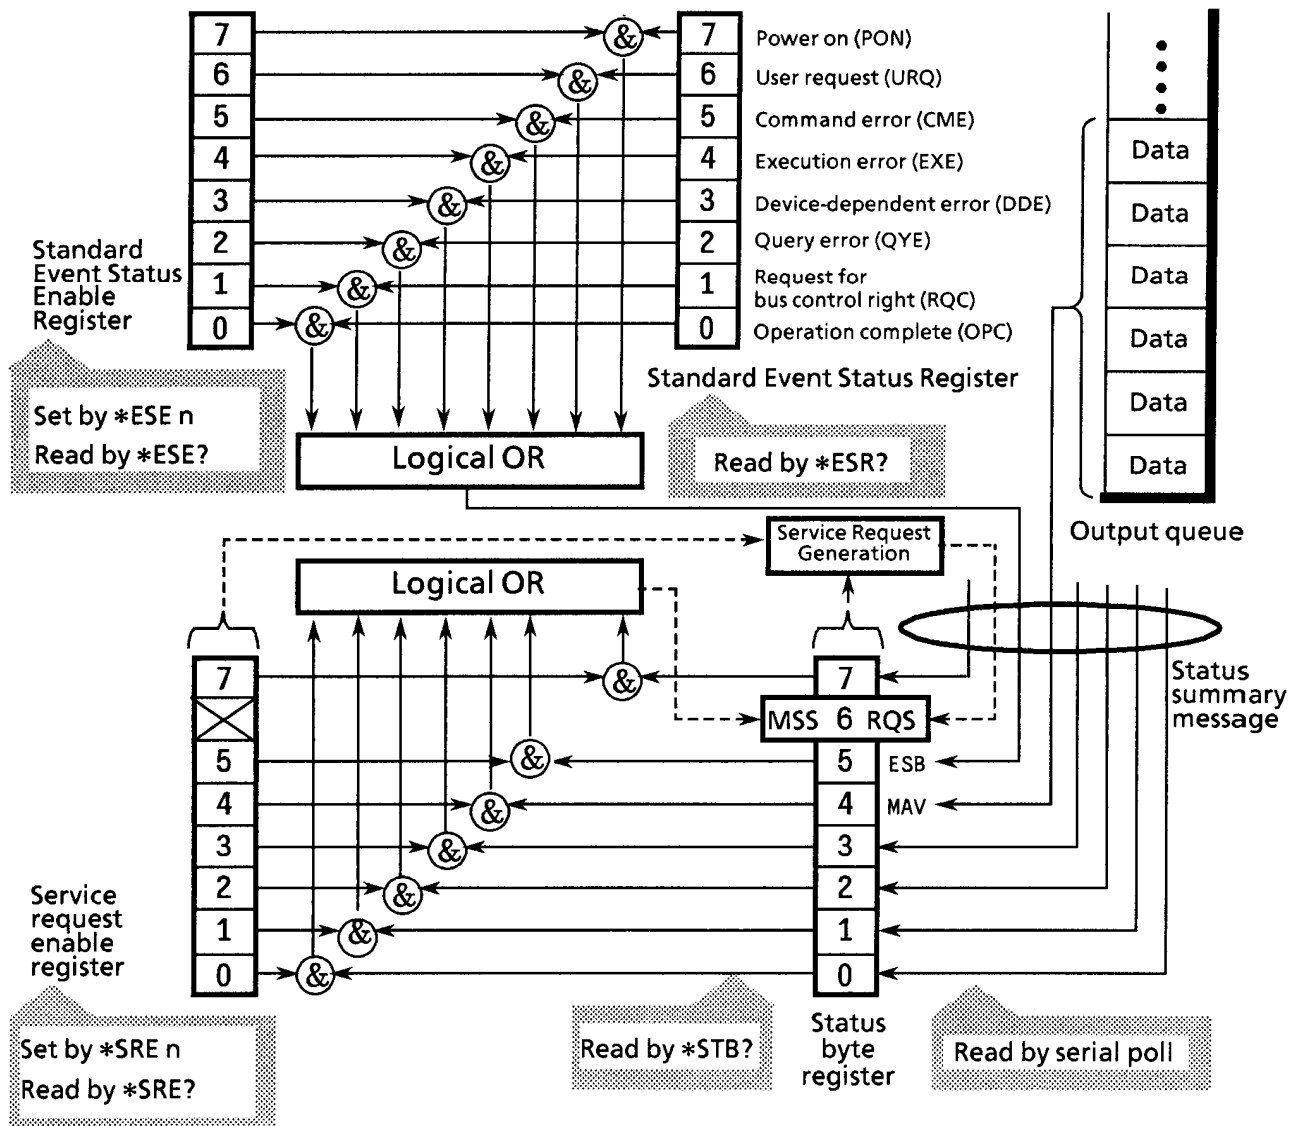 7 & 7 Power on (PON)
6 & 6 User request (URQ)
5 & 5 Command error (CME)
4 & 4 Execution error (EXE)
3 & 3 Device-dependent error (DDE)
2 & 2 Query error (QYE)
1 & 1 Request for
bus control right (RQC)
0 & 0 Operation complete (OPC)
Standard
Event Status
Enable
Register
Set by *ESE n
Read by *ESE?
Standard Event Status Register
Read by *ESR?
Logical OR
Data
Data
Data
Data
Data
Data
Output queue
Service Request
Generation
Logical OR
Status
summary
message
7 & 7
MSS 6 RQS
5 & 5 ESB
4 & 4 MAV
3 & 3
2 & 2
1 & 1
0 & 0
Service
request
enable
register
Set by *SRE n
Read by *SRE?
Read by *STB?
Status
byte
register
Read by serial poll